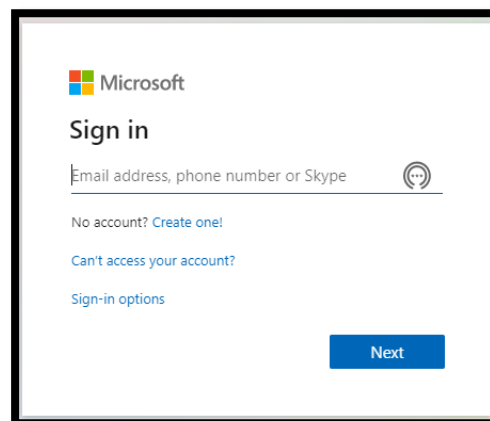 Microsoft
Sign in
Email address, phone number or Skype
No account? Create one!
Can't access your account?
Sign-in options
Next